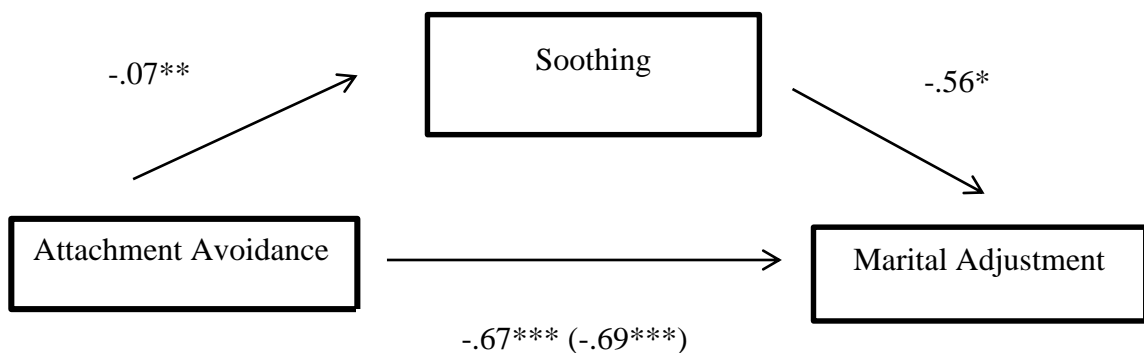 Soothing
-.07**
-.56*
Attachment Avoidance
Marital Adjustment
-.67*** (-.69***)